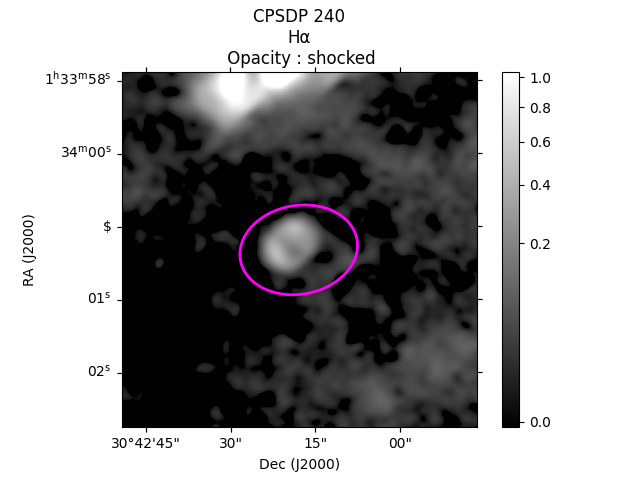 CPSDP 240
Hα
Opacity : shocked
1ʰ33ᵐ58ˢ
34ᵐ00ˢ
$
01ˢ
02ˢ
RA (J2000)
30°42'45"
30"
15"
00"
Dec (J2000)
1.0
0.8
0.6
0.4
0.2
0.0